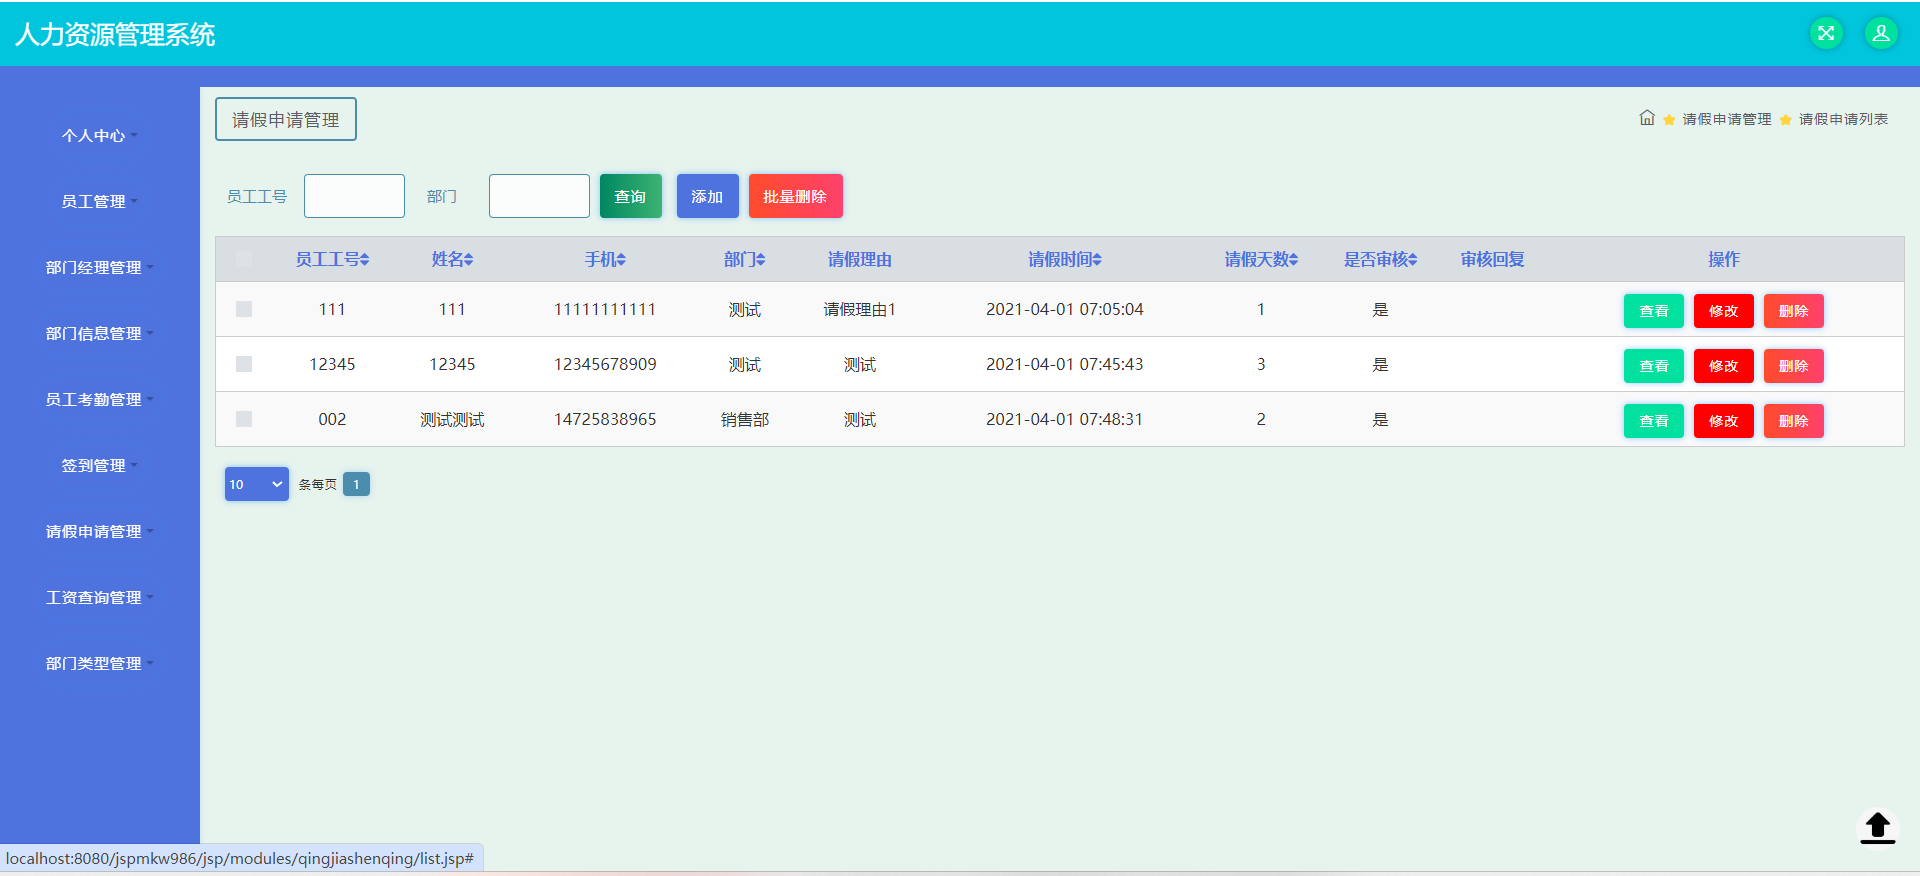 人力资源管理系统
请假申请管理
请假申请管理 请假申请列表
个人中心
员工管理
部门经理管理
部门信息管理
员工考勤管理
签到管理
请假申请管理
工资查询管理
部门类型管理
员工工号 部门 查询 添加 批量删除
员工工号 姓名 手机 部门 请假理由 请假时间 请假天数 是否审核 审核回复 操作
111 111 11111111111 测试 请假理由1 2021-04-01 07:05:04 1 是 查看 修改 删除
12345 12345 12345678909 测试 测试 2021-04-01 07:45:43 3 是 查看 修改 删除
002 测试测试 14725838965 销售部 测试 2021-04-01 07:48:31 2 是 查看 修改 删除
10 条每页 1
localhost:8080/jspmkw986/jsp/modules/qingjiashenqing/list.jsp#